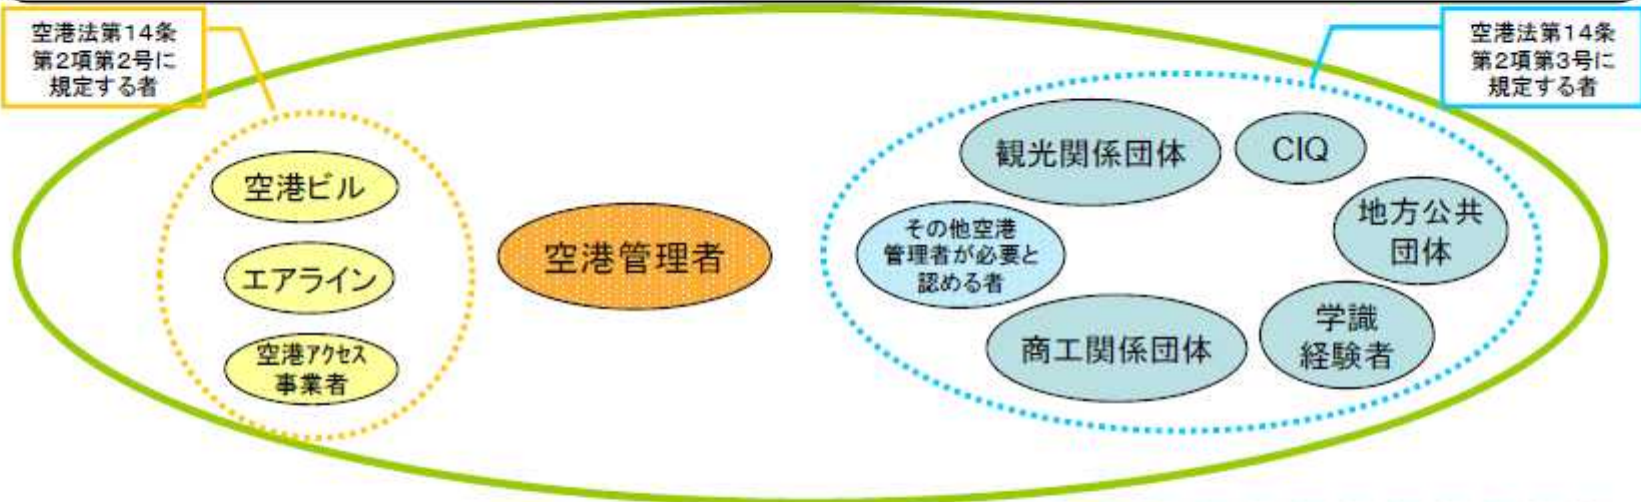 空港法第14条
第2項第2号に
規定する者
空港法第14条
第2項第3号に
規定する者
空港ビル
エアライン
空港アクセス
事業者
空港管理者
観光関係団体
CIQ
地方公共
団体
その他空港
管理者が必要と
認める者
商工関係団体
学識
経験者